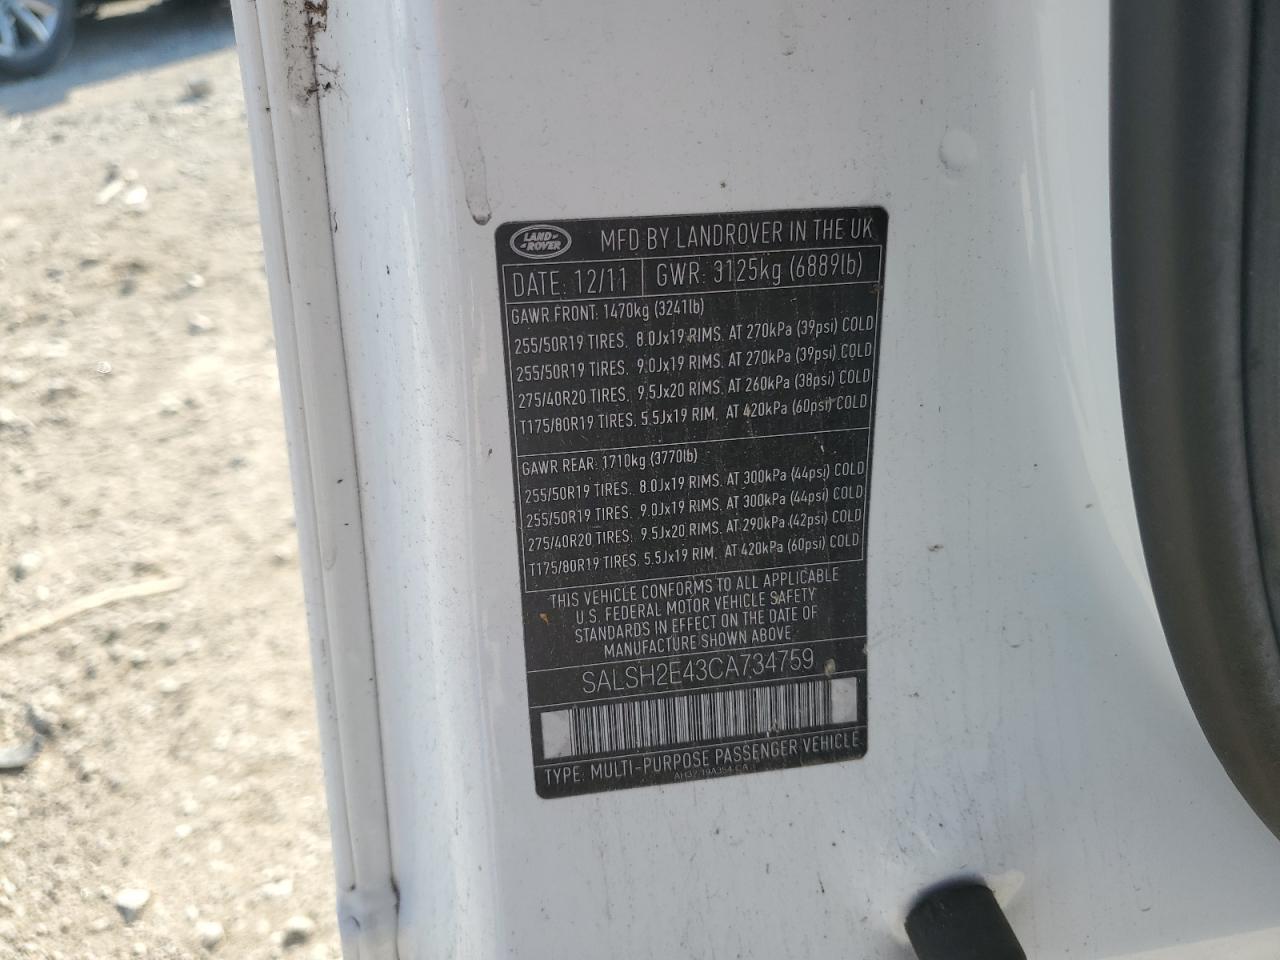 LAND-
-ROVER
MFD BY LANDROVER IN THE UK
DATE: 12/11 GWR: 3125kg (6889lb)
GAWR FRONT: 1470kg (3241lb)
255/50R19 TIRES. 8.0Jx19 RIMS. AT 270kPa (39psi) COLD
255/50R19 TIRES. 9.0Jx19 RIMS. AT 270kPa (39psi) COLD
275/40R20 TIRES. 9.5Jx20 RIMS. AT 260kPa (38psi) COLD
T175/80R19 TIRES. 5.5Jx19 RIM. AT 420kPa (60psi) COLD
GAWR REAR: 1710kg (3770lb)
255/50R19 TIRES. 8.0Jx19 RIMS. AT 300kPa (44psi) COLD
255/50R19 TIRES. 9.0Jx19 RIMS. AT 300kPa (44psi) COLD
275/40R20 TIRES. 9.5Jx20 RIMS. AT 290kPa (42psi) COLD
T175/80R19 TIRES. 5.5Jx19 RIM. AT 420kPa (60psi) COLD
THIS VEHICLE CONFORMS TO ALL APPLICABLE
U.S. FEDERAL MOTOR VEHICLE SAFETY
STANDARDS IN EFFECT ON THE DATE OF
MANUFACTURE SHOWN ABOVE
SALSH2E43CA734759
TYPE: MULTI-PURPOSE PASSENGER VEHICLE